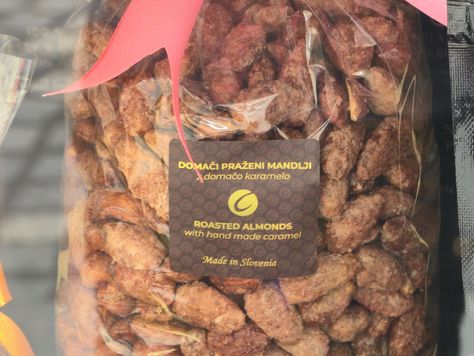 DOMAČI PRAŽENI MANDLJI
z domačo karamelo
ROASTED ALMONDS
with hand made caramel
Made in Slovenia